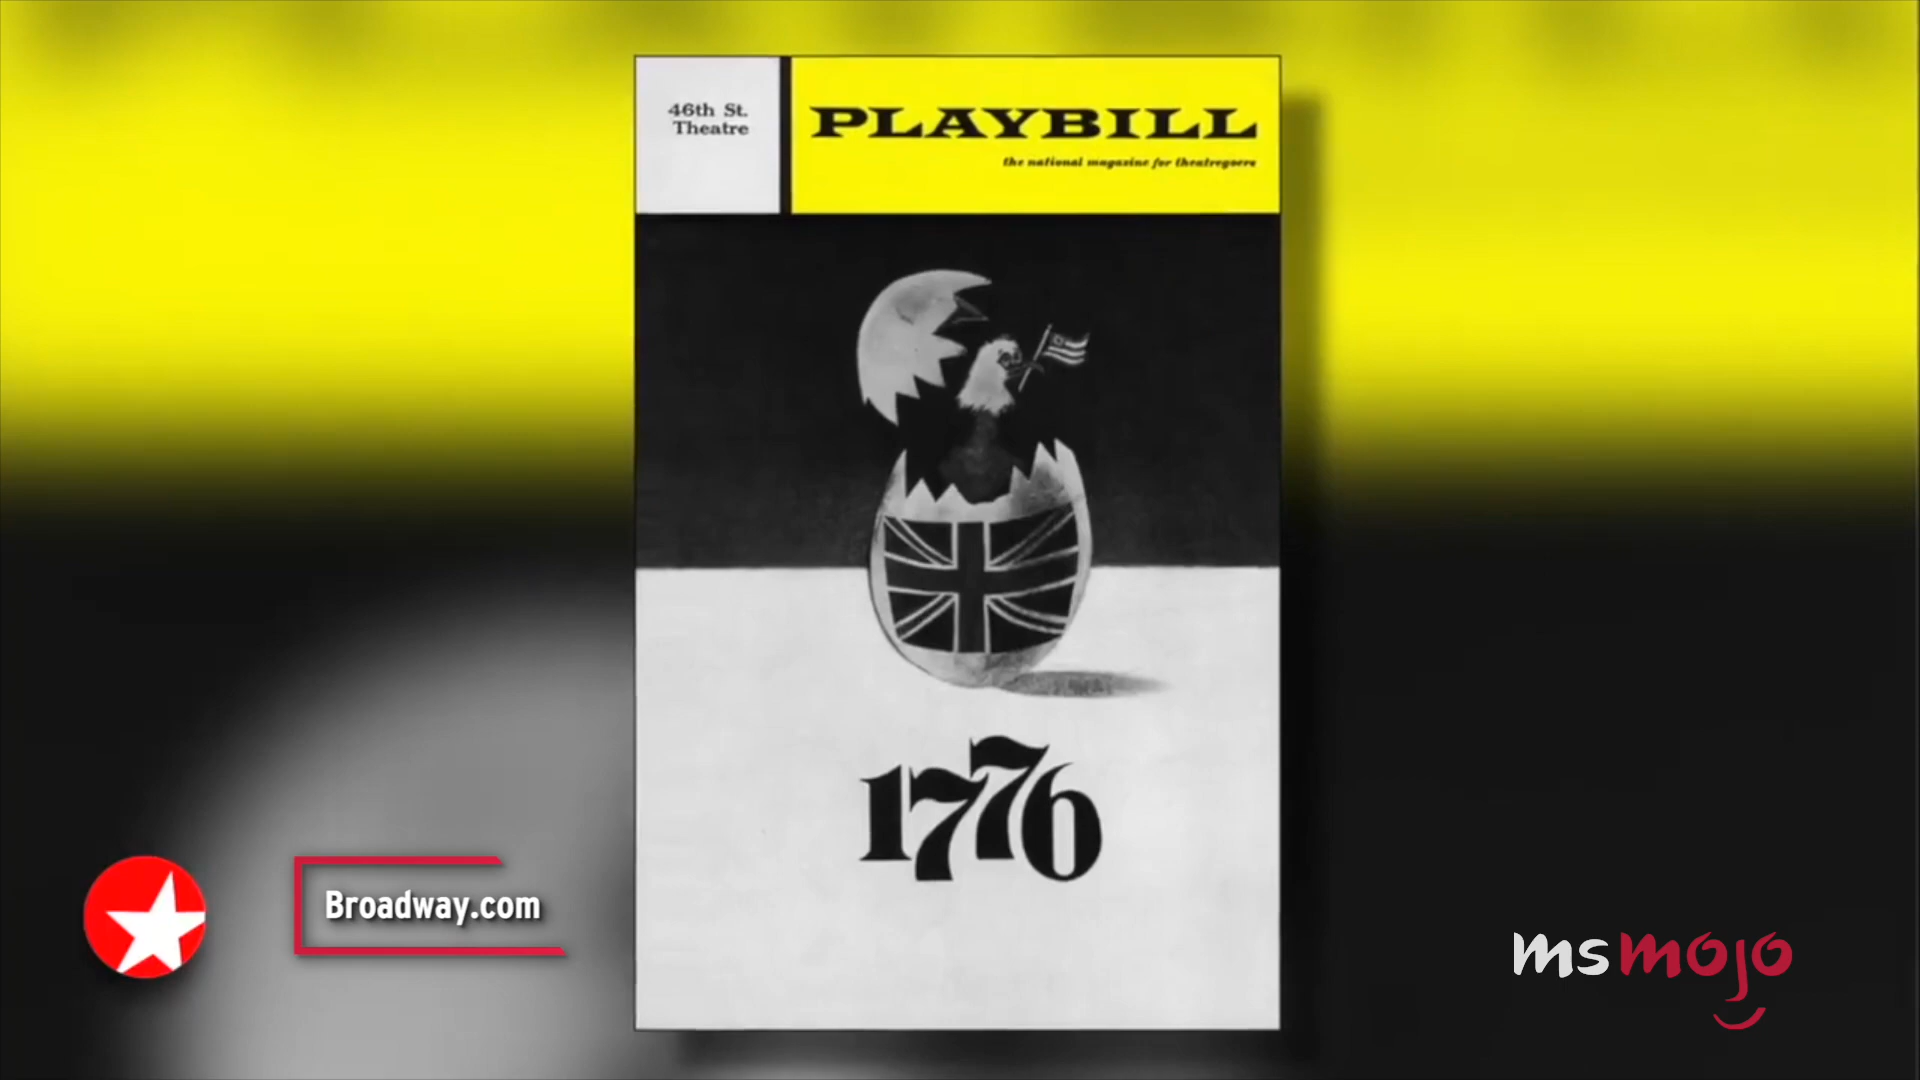 46th St.
Theatre
PLAYBILL
the national magazine for theatregoers
1776
Broadway.com
msmojo